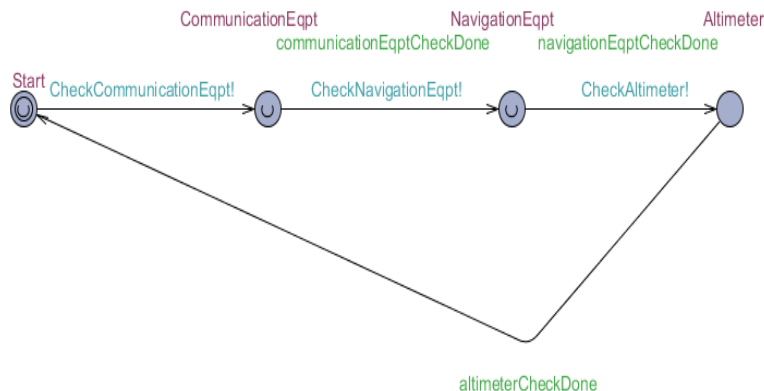 CommunicationEqpt NavigationEqpt Altimeter
communicationEqptCheckDone navigationEqptCheckDone
Start
CheckCommunicationEqpt! CheckNavigationEqpt! CheckAltimeter!
altimeterCheckDone